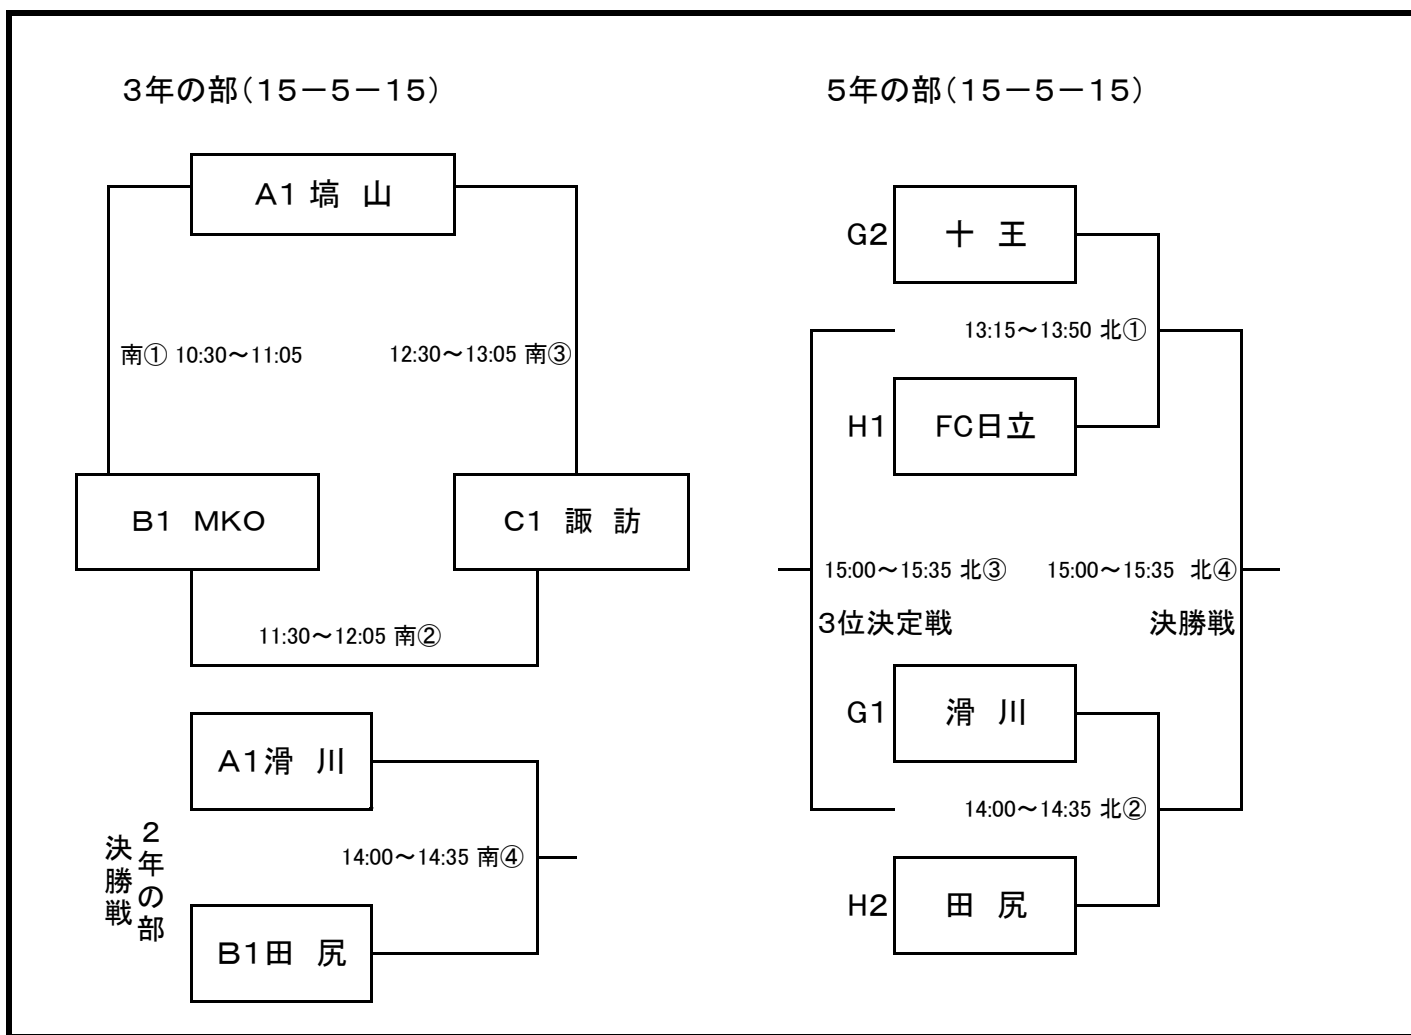 3年の部(15－5－15)
A1 塙　山
南① 10:30～11:05
12:30～13:05 南③
B1　MKO
C1　諏　訪
11:30～12:05 南②
A1滑　川
2年の部
決勝戦
14:00～14:35 南④
B1田　尻
5年の部(15－5－15)
G2
十　王
13:15～13:50 北①
H1
FC日立
15:00～15:35 北③
15:00～15:35　北④
3位決定戦
決勝戦
G1
滑　川
14:00～14:35 北②
H2
田　尻